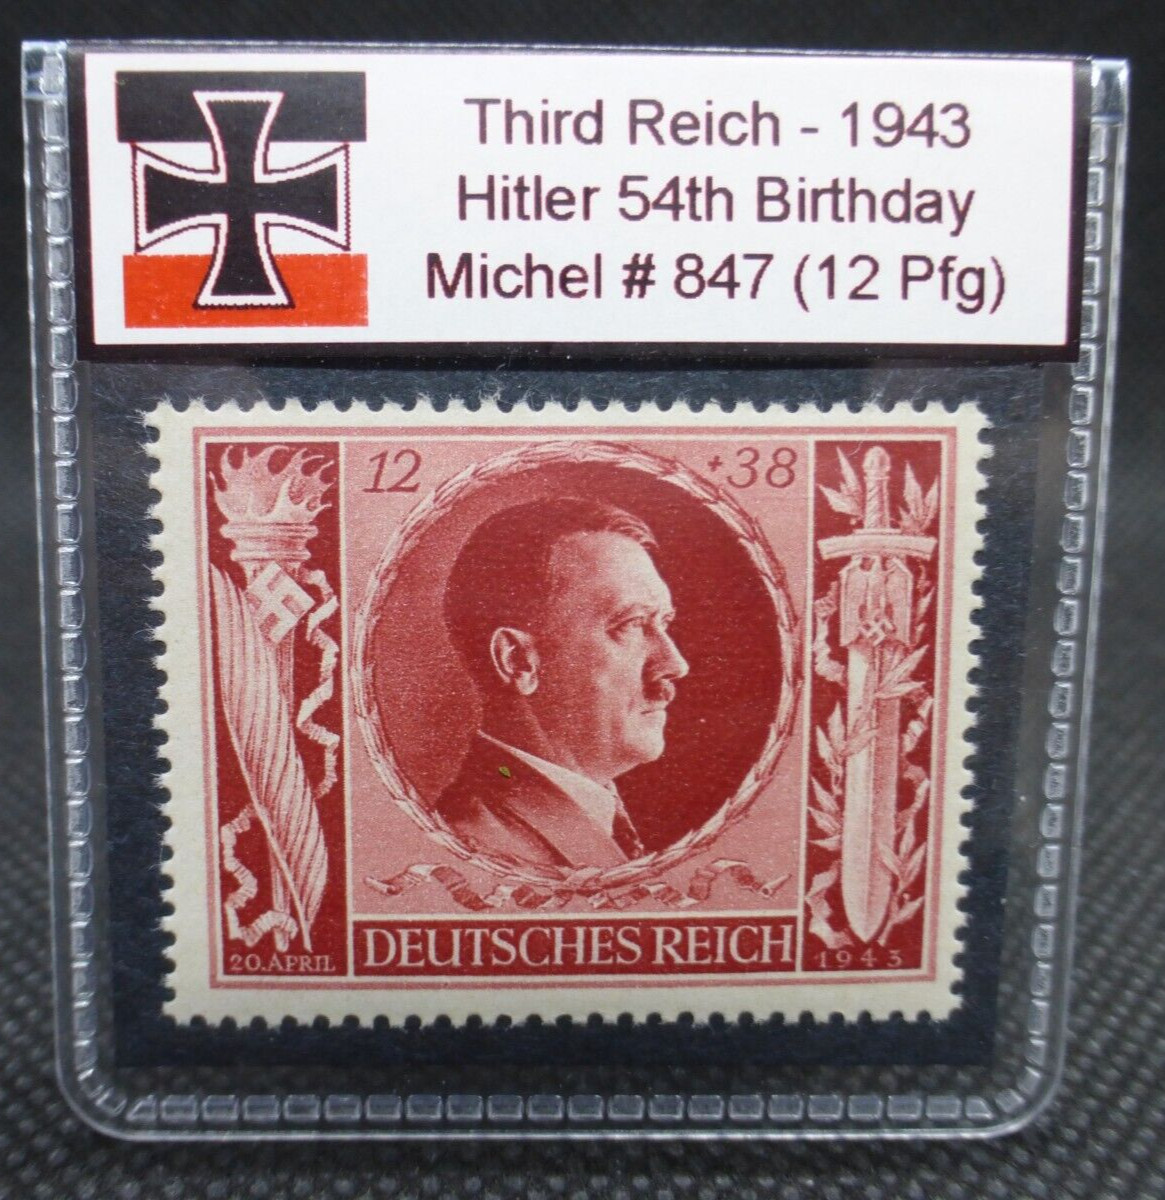 Third Reich - 1943
Hitler 54th Birthday
Michel # 847 (12 Pfg)
12 +38
20.APRIL DEUTSCHES REICH 1943